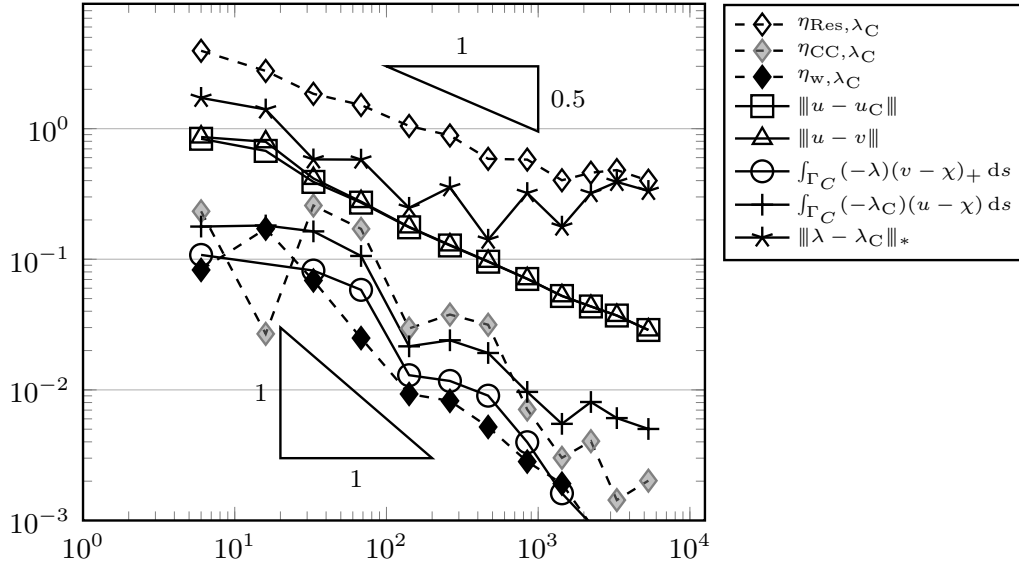 10^0
10^{-1}
10^{-2}
10^{-3}
10^0 10^1 10^2 10^3 10^4
1
0.5
1
1
η_{Res,λ_C}
η_{CC,λ_C}
η_{w,λ_C}
⫴u − u_C⫴
⫴u − v⫴
∫_{Γ_C} (−λ)(v − χ)_+ ds
∫_{Γ_C} (−λ_C)(u − χ) ds
⫴λ − λ_C⫴_*